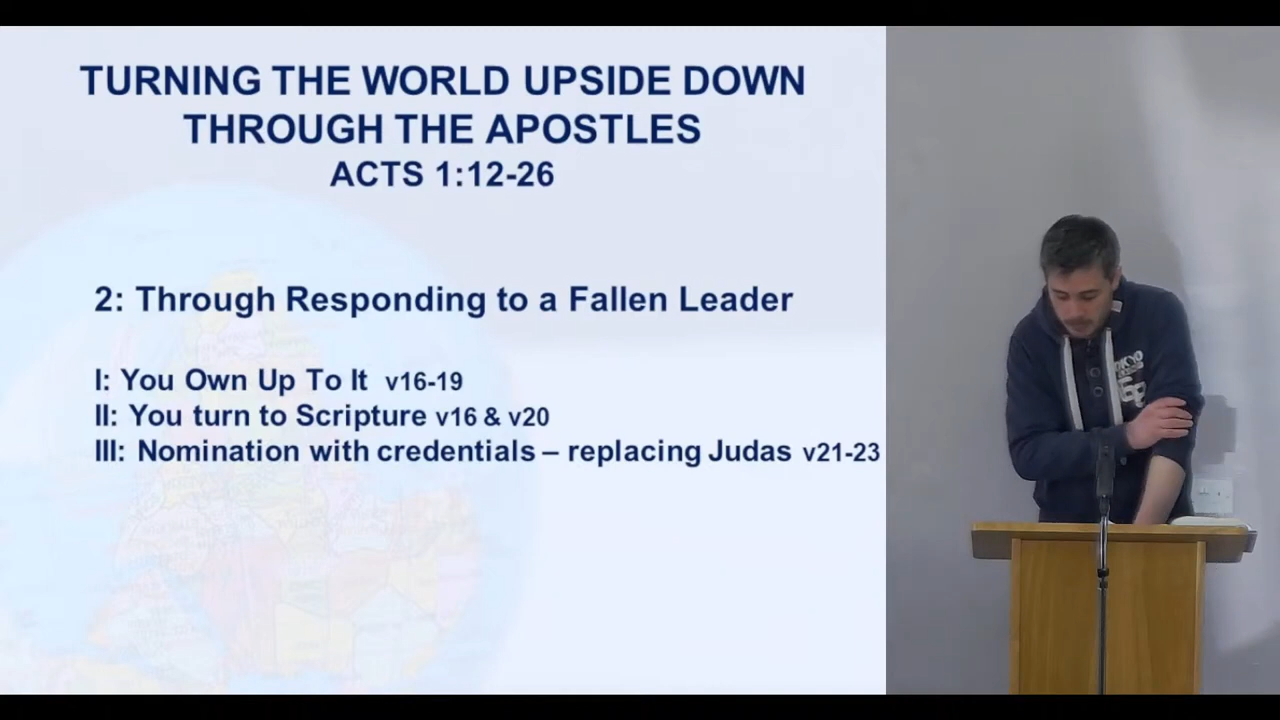 TURNING THE WORLD UPSIDE DOWN
THROUGH THE APOSTLES
ACTS 1:12-26
2: Through Responding to a Fallen Leader
I: You Own Up To It v16-19
II: You turn to Scripture v16 & v20
III: Nomination with credentials – replacing Judas v21-23